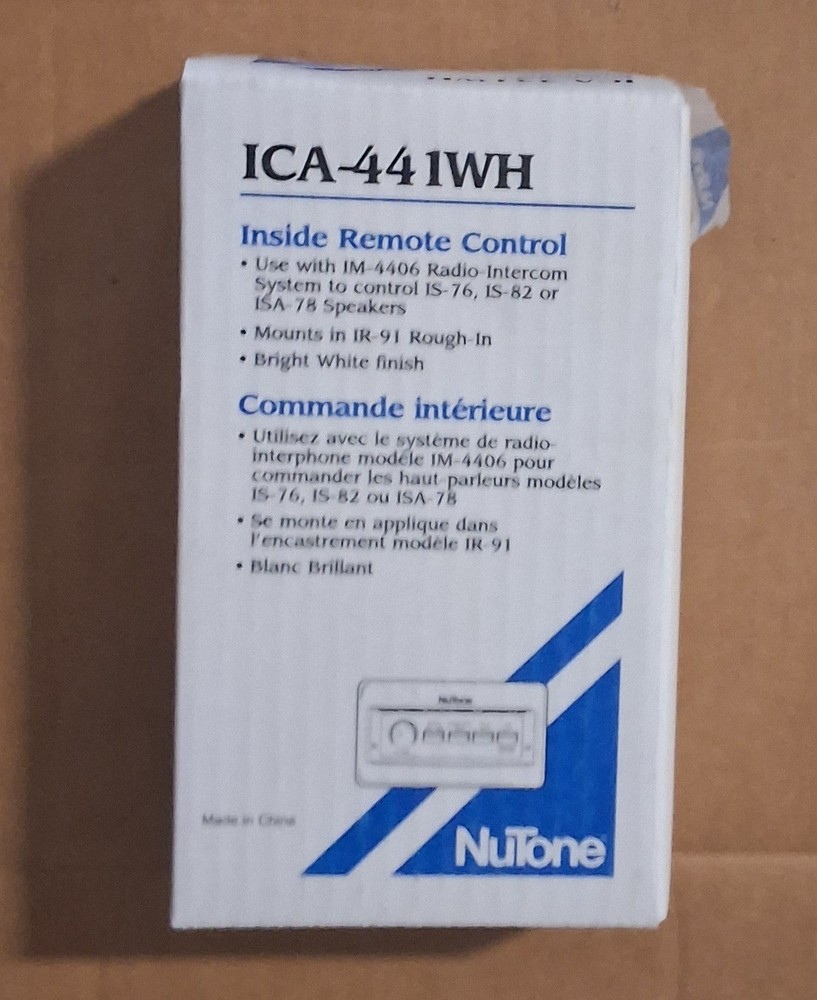 ICA-441WH
Inside Remote Control
• Use with IM-4406 Radio-Intercom
System to control IS-76, IS-82 or
ISA-78 Speakers
• Mounts in IR-91 Rough-In
• Bright White finish
Commande intérieure
• Utilisez avec le système de radio-
interphone modèle IM-4406 pour
commander les haut-parleurs modèles
IS-76, IS-82 ou ISA-78
• Se monte en applique dans
l'encastrement modèle IR-91
• Blanc Brillant
NuTone
Made in China
NuTone